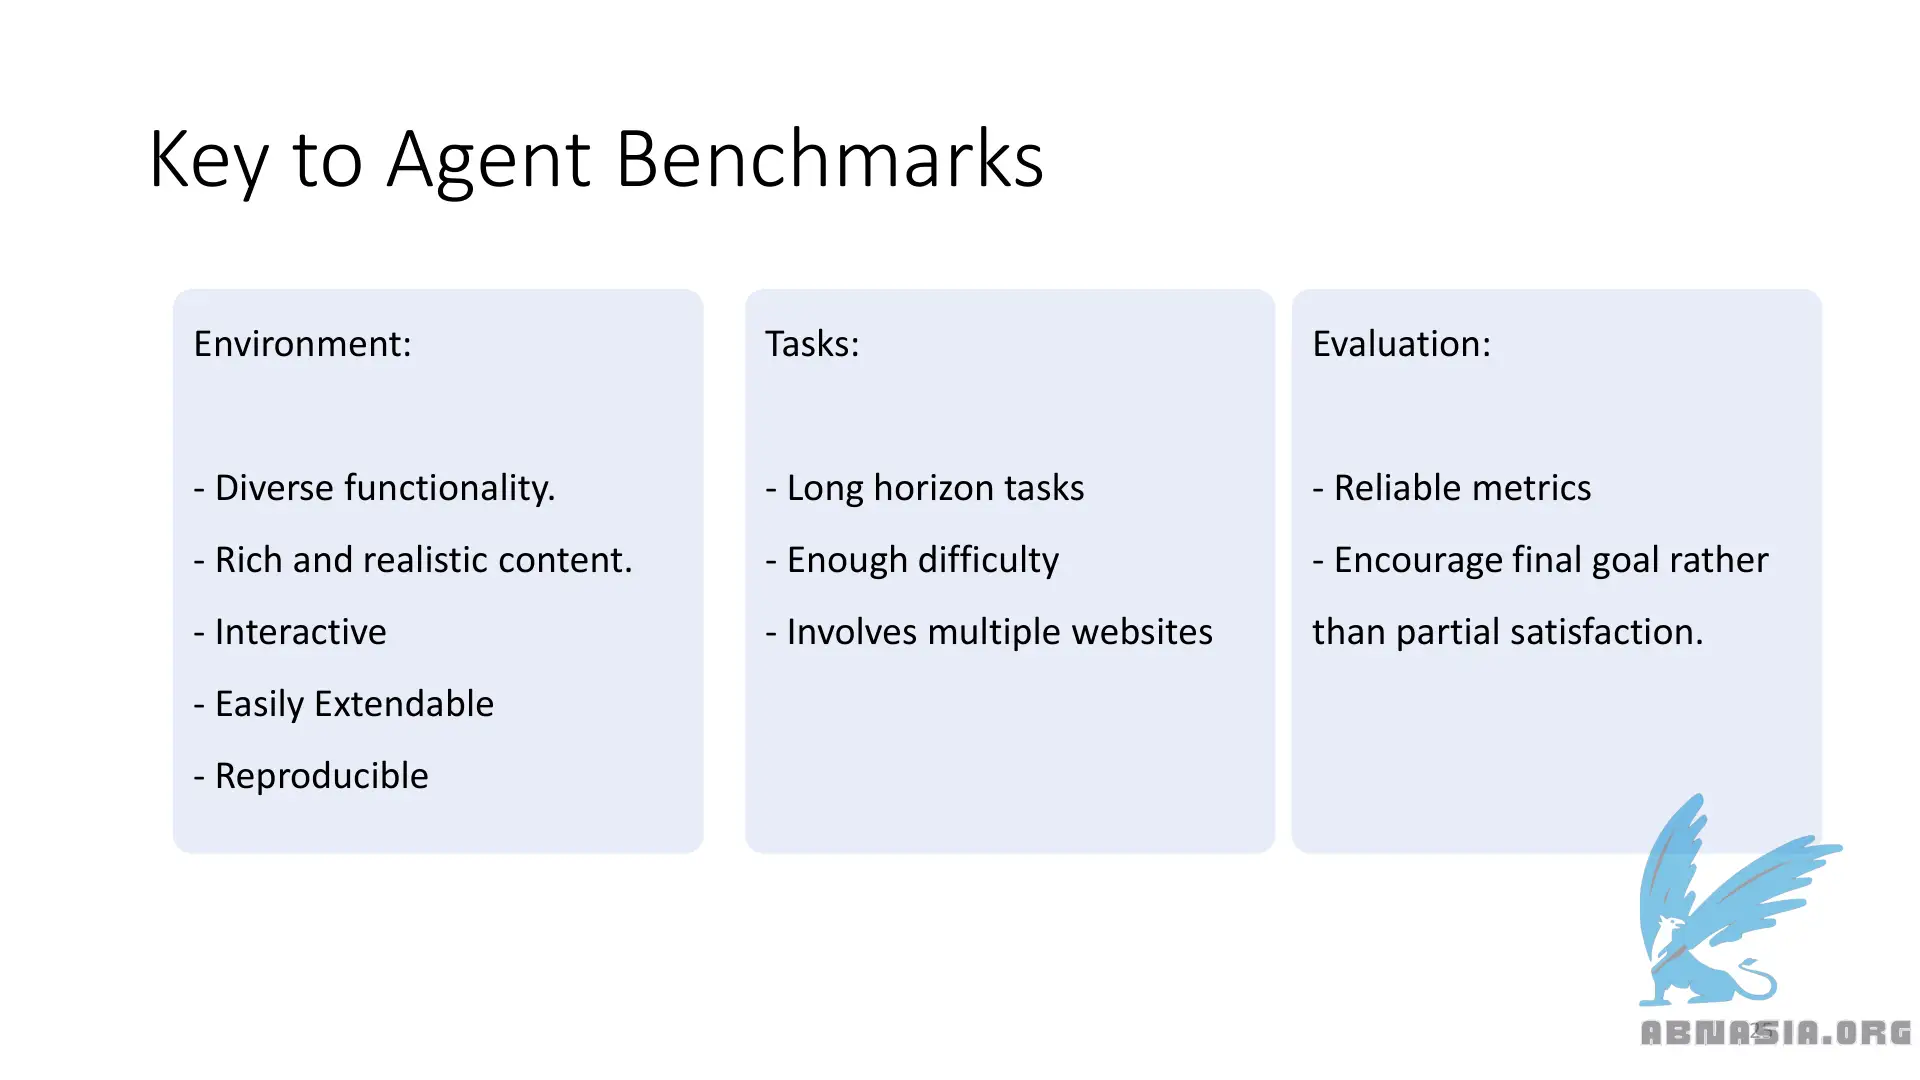 Key to Agent Benchmarks
Environment:
- Diverse functionality.
- Rich and realistic content.
- Interactive
- Easily Extendable
- Reproducible
Tasks:
- Long horizon tasks
- Enough difficulty
- Involves multiple websites
Evaluation:
- Reliable metrics
- Encourage final goal rather
than partial satisfaction.
25
ABNASIA.ORG